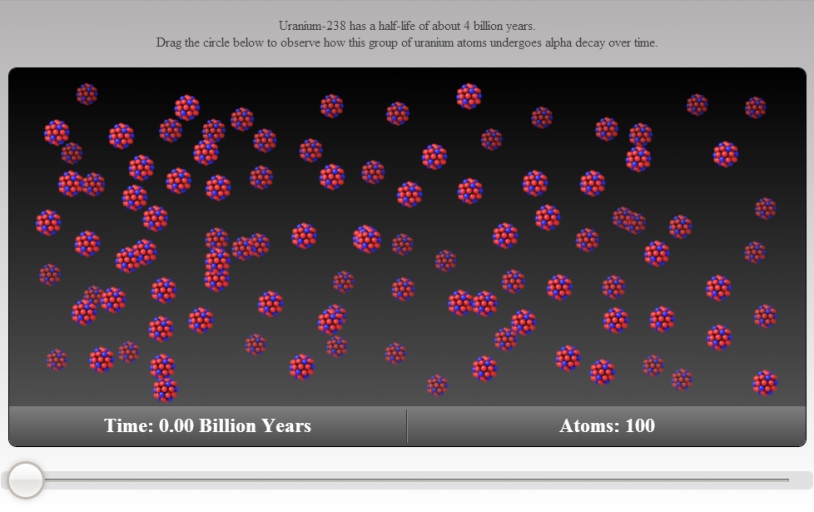 Uranium-238 has a half-life of about 4 billion years.
Drag the circle below to observe how this group of uranium atoms undergoes alpha decay over time.
Time: 0.00 Billion Years
Atoms: 100